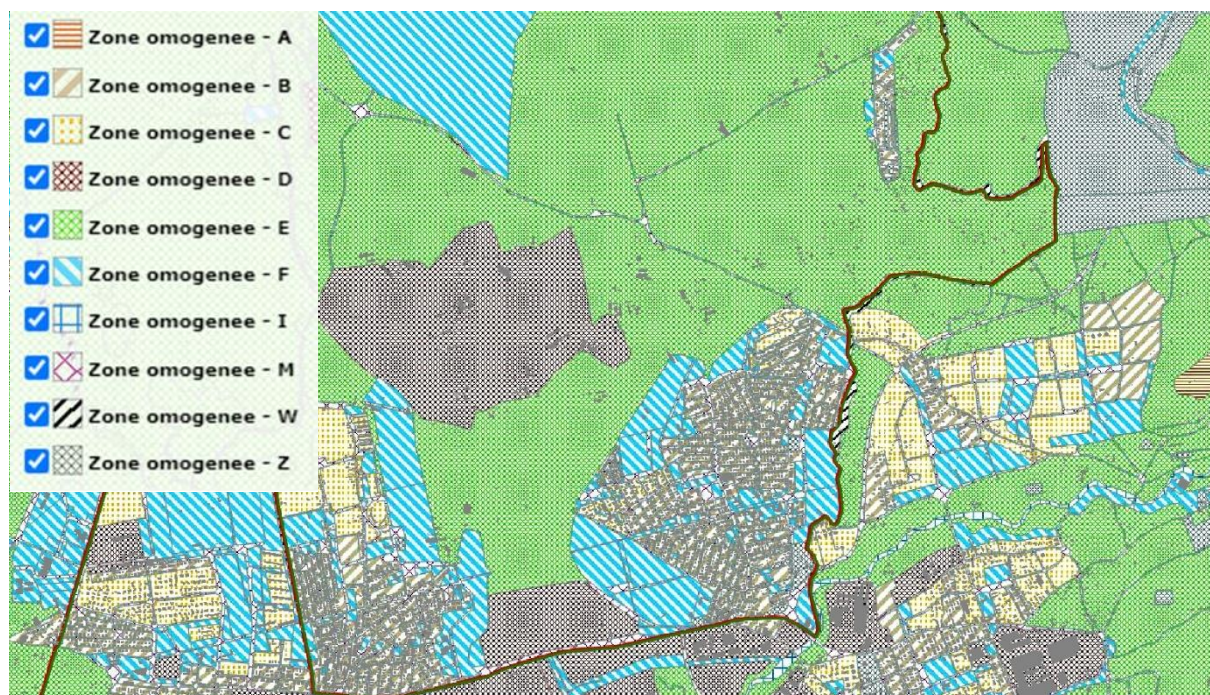 Zone omogenee - A
Zone omogenee - B
Zone omogenee - C
Zone omogenee - D
Zone omogenee - E
Zone omogenee - F
Zone omogenee - I
Zone omogenee - M
Zone omogenee - W
Zone omogenee - Z